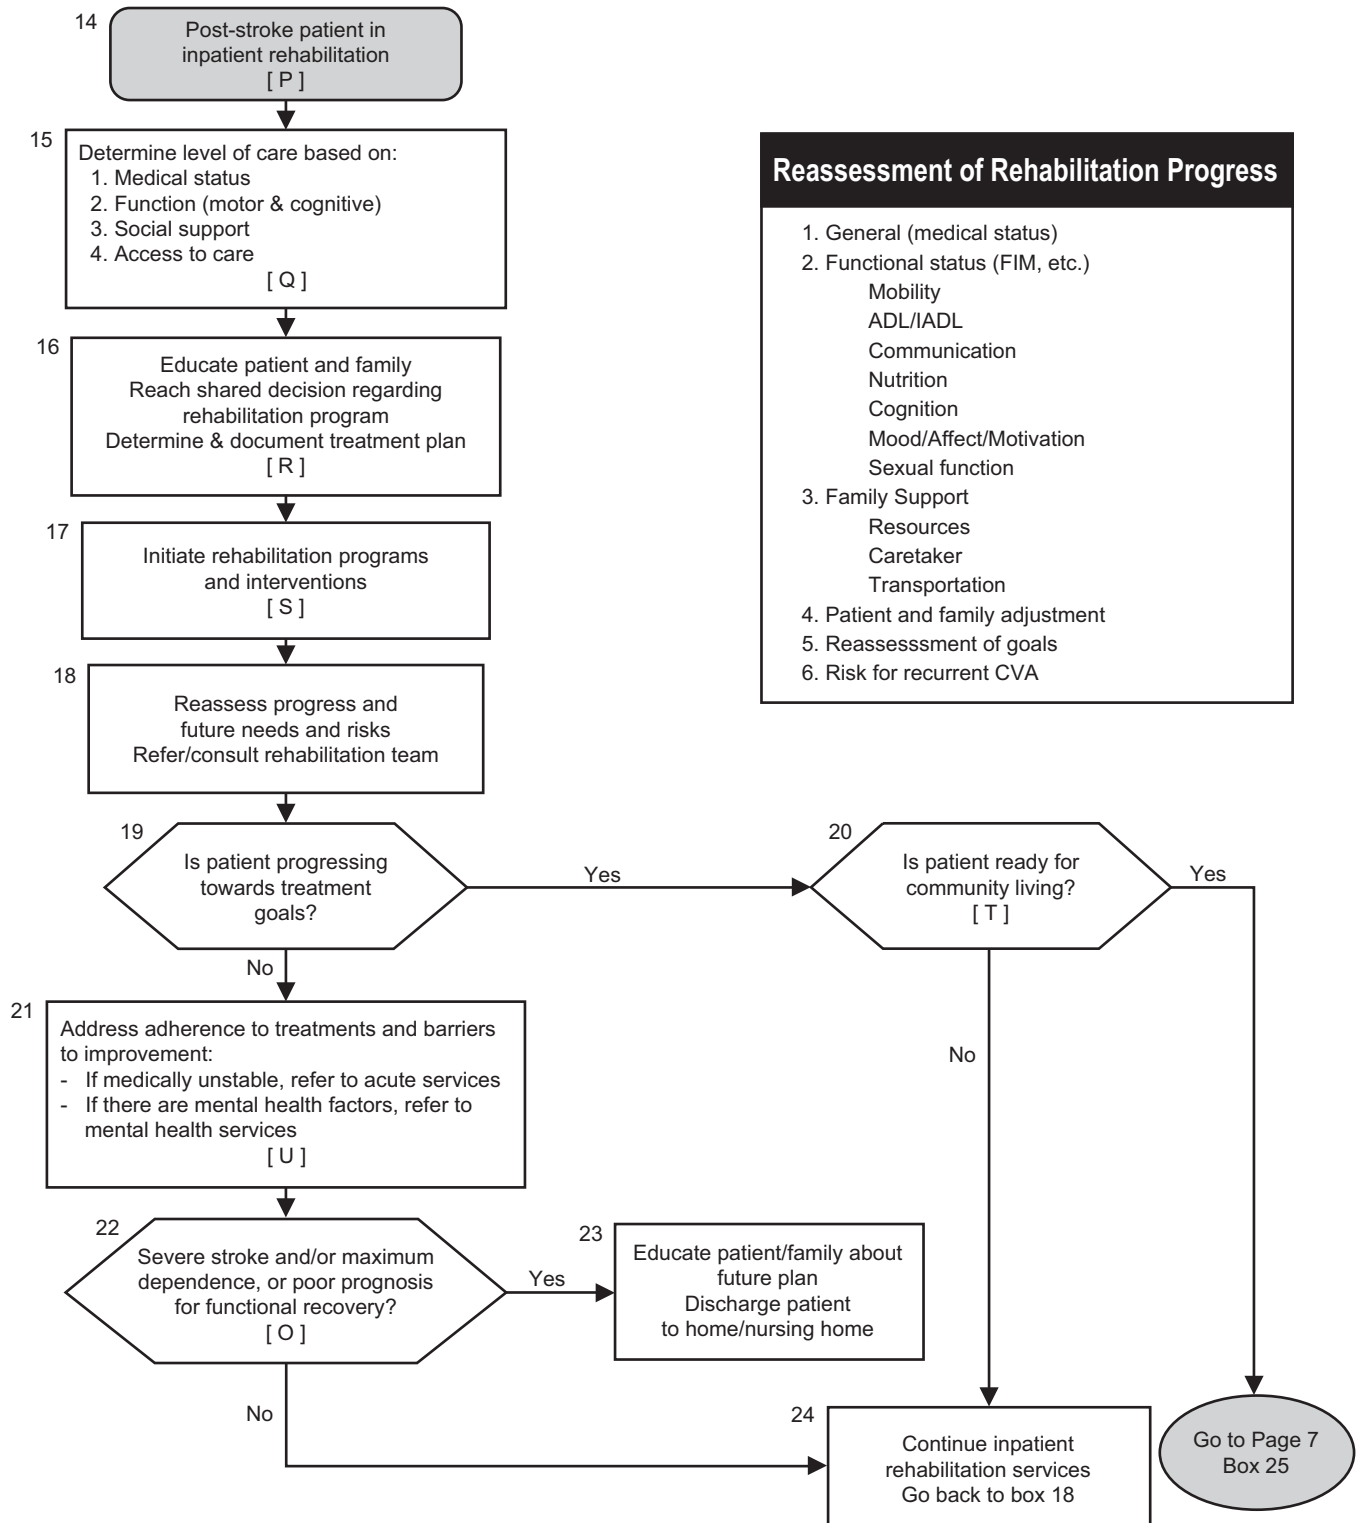 14
Post-stroke patient in
inpatient rehabilitation
[ P ]
15
Determine level of care based on:
1. Medical status
2. Function (motor & cognitive)
3. Social support
4. Access to care
[ Q ]
16
Educate patient and family
Reach shared decision regarding
rehabilitation program
Determine & document treatment plan
[ R ]
17
Initiate rehabilitation programs
and interventions
[ S ]
18
Reassess progress and
future needs and risks
Refer/consult rehabilitation team
Reassessment of Rehabilitation Progress
1. General (medical status)
2. Functional status (FIM, etc.)
Mobility
ADL/IADL
Communication
Nutrition
Cognition
Mood/Affect/Motivation
Sexual function
3. Family Support
Resources
Caretaker
Transportation
4. Patient and family adjustment
5. Reassesssment of goals
6. Risk for recurrent CVA
19
Is patient progressing
towards treatment
goals?
Yes
No
20
Is patient ready for
community living?
[ T ]
Yes
No
21
Address adherence to treatments and barriers
to improvement:
- If medically unstable, refer to acute services
- If there are mental health factors, refer to
mental health services
[ U ]
22
Severe stroke and/or maximum
dependence, or poor prognosis
for functional recovery?
[ O ]
Yes
No
23
Educate patient/family about
future plan
Discharge patient
to home/nursing home
24
Continue inpatient
rehabilitation services
Go back to box 18
Go to Page 7
Box 25